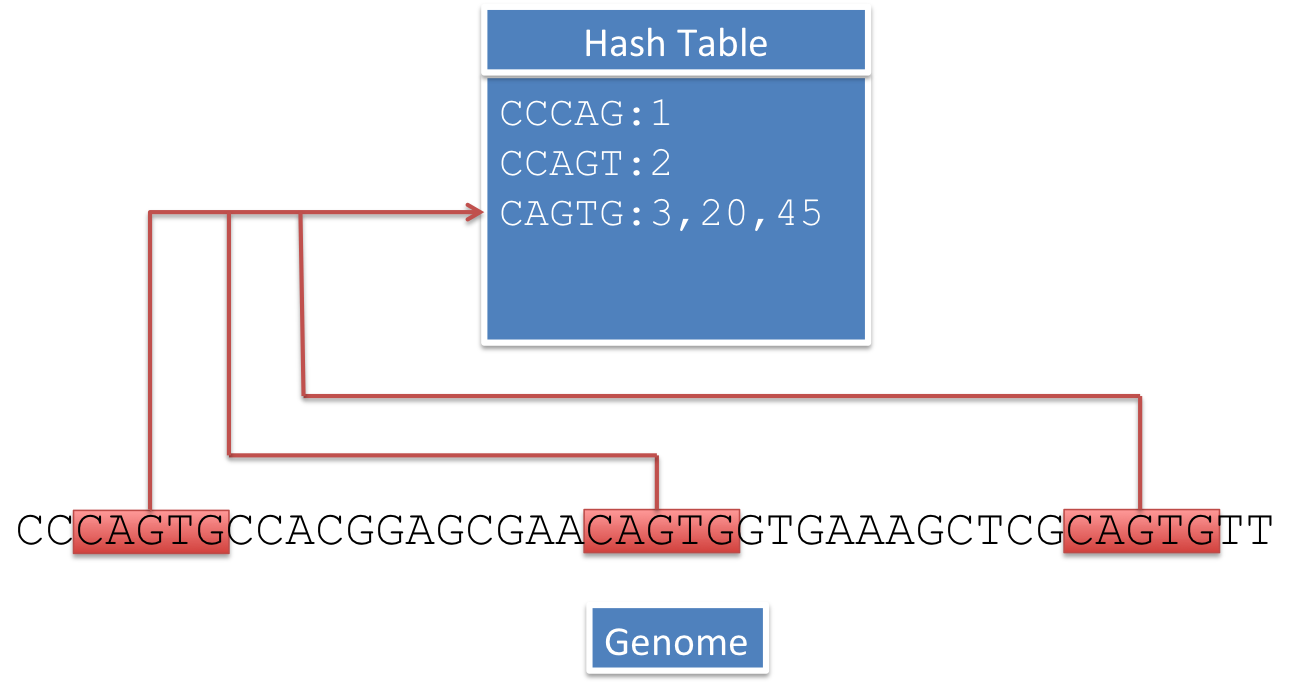 Hash Table
CCCAG:1
CCAGT:2
CAGTG:3,20,45
CCCAGTGCCACGGAGCGAACAGTGGTGAAAGCTCGCAGTGTT
Genome